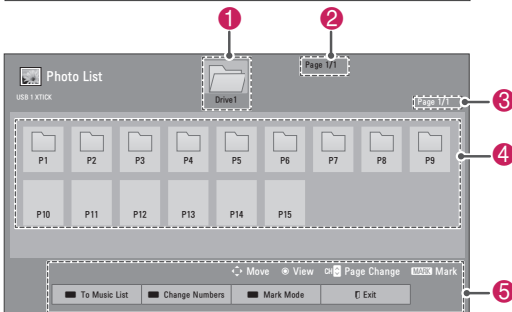 1
2
Page 1/1
Photo List
USB 1 XTICK
Drive1
Page 1/1
3
P1 P2 P3 P4 P5 P6 P7 P8 P9
4
P10 P11 P12 P13 P14 P15
Move View CH Page Change MARK Mark
To Music List Change Numbers Mark Mode Exit
5